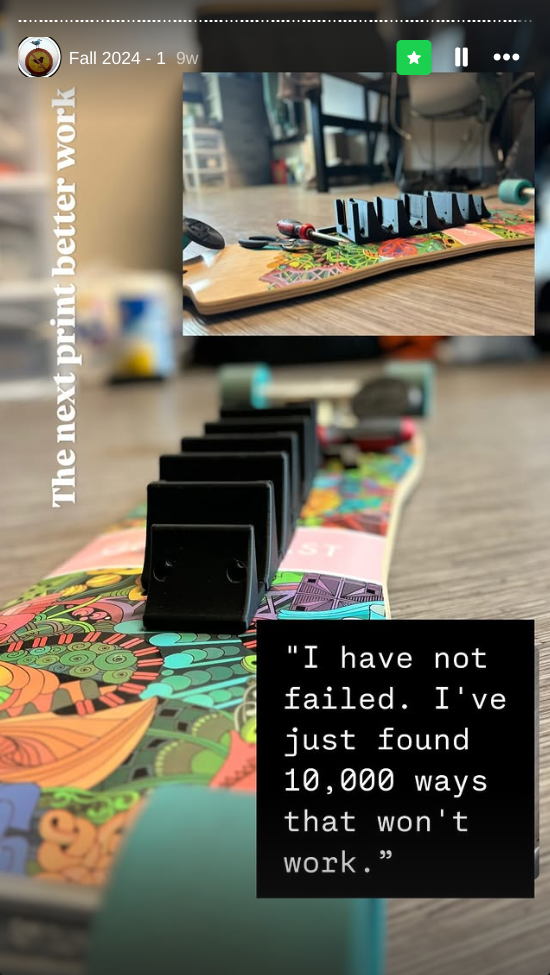 Fall 2024 - 1 9w
The next print better work
"I have not
failed. I've
just found
10,000 ways
that won't
work.”